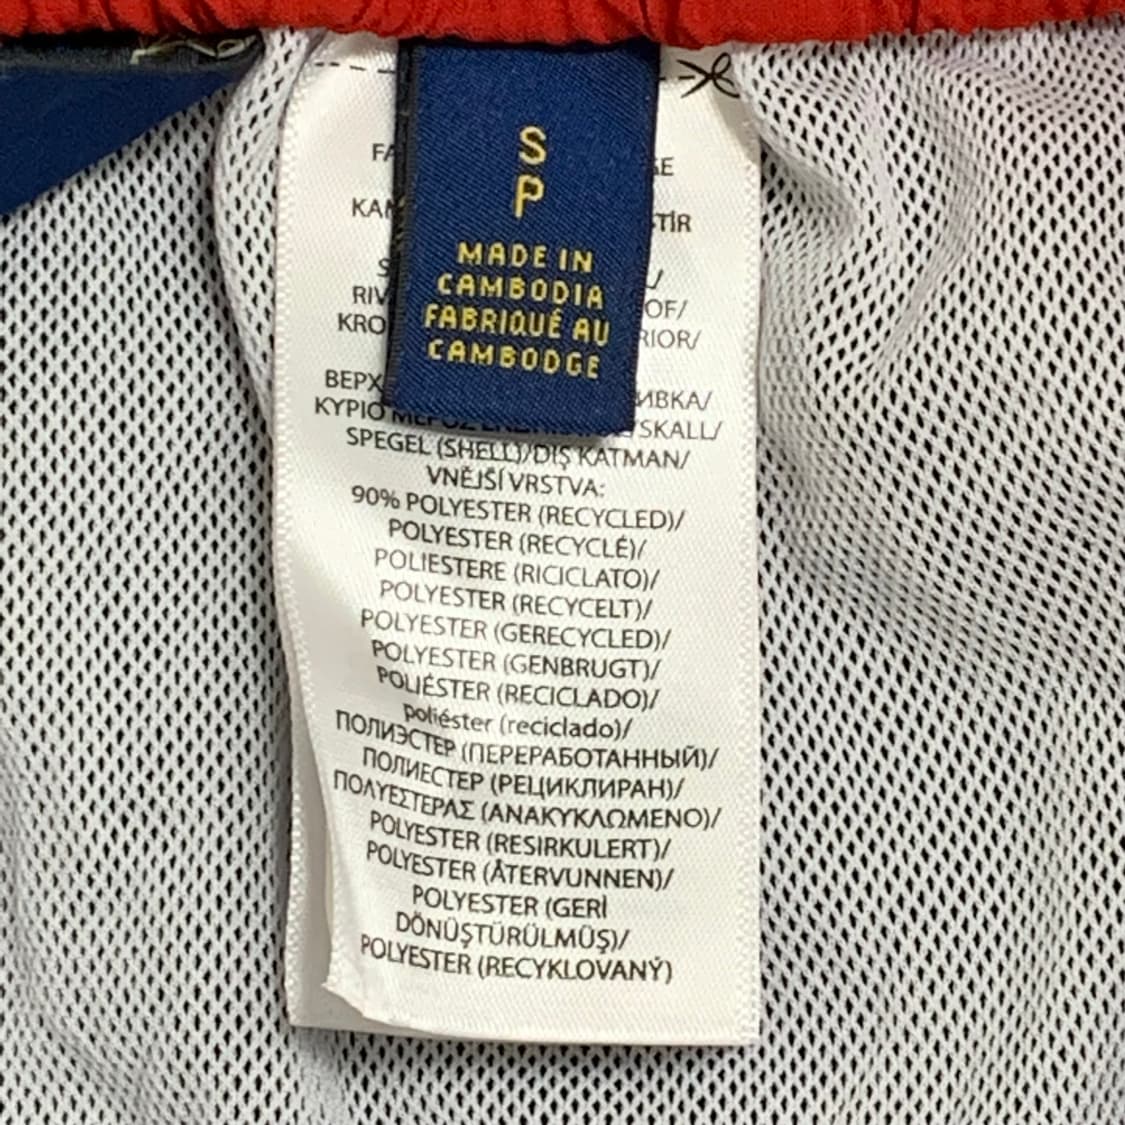 S
P
MADE IN
CAMBODIA
FABRIQUÉ AU
CAMBODGE
SPEGEL (SHELL)/DIŞ KATMAN/
VNĚJŠÍ VRSTVA:
90% POLYESTER (RECYCLED)/
POLYESTER (RECYCLÉ)/
POLIESTERE (RICICLATO)/
POLYESTER (RECYCELT)/
POLYESTER (GERECYCLED)/
POLYESTER (GENBRUGT)/
POLIÉSTER (RECICLADO)/
poliéster (reciclado)/
ПОЛИЭСТЕР (ПЕРЕРАБОТАННЫЙ)/
ПОЛИЕСТЕР (РЕЦИКЛИРАН)/
ΠΟΛΥΕΣΤΕΡΑΣ (ΑΝΑΚΥΚΛΩΜΕΝΟ)/
POLYESTER (RESIRKULERT)/
POLYESTER (ÅTERVUNNEN)/
POLYESTER (GERİ
DÖNÜŞTÜRÜLMÜŞ)/
POLYESTER (RECYKLOVANÝ)